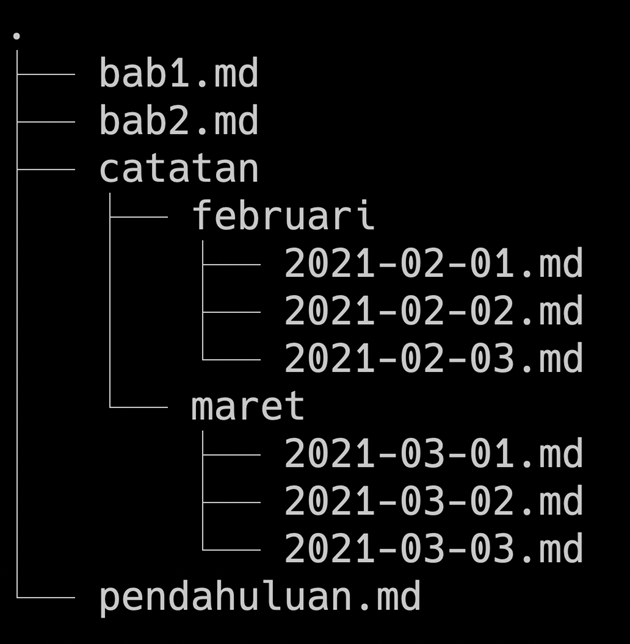 .
├── bab1.md
├── bab2.md
├── catatan
│   ├── februari
│   │   ├── 2021-02-01.md
│   │   ├── 2021-02-02.md
│   │   └── 2021-02-03.md
│   └── maret
│       ├── 2021-03-01.md
│       ├── 2021-03-02.md
│       └── 2021-03-03.md
└── pendahuluan.md